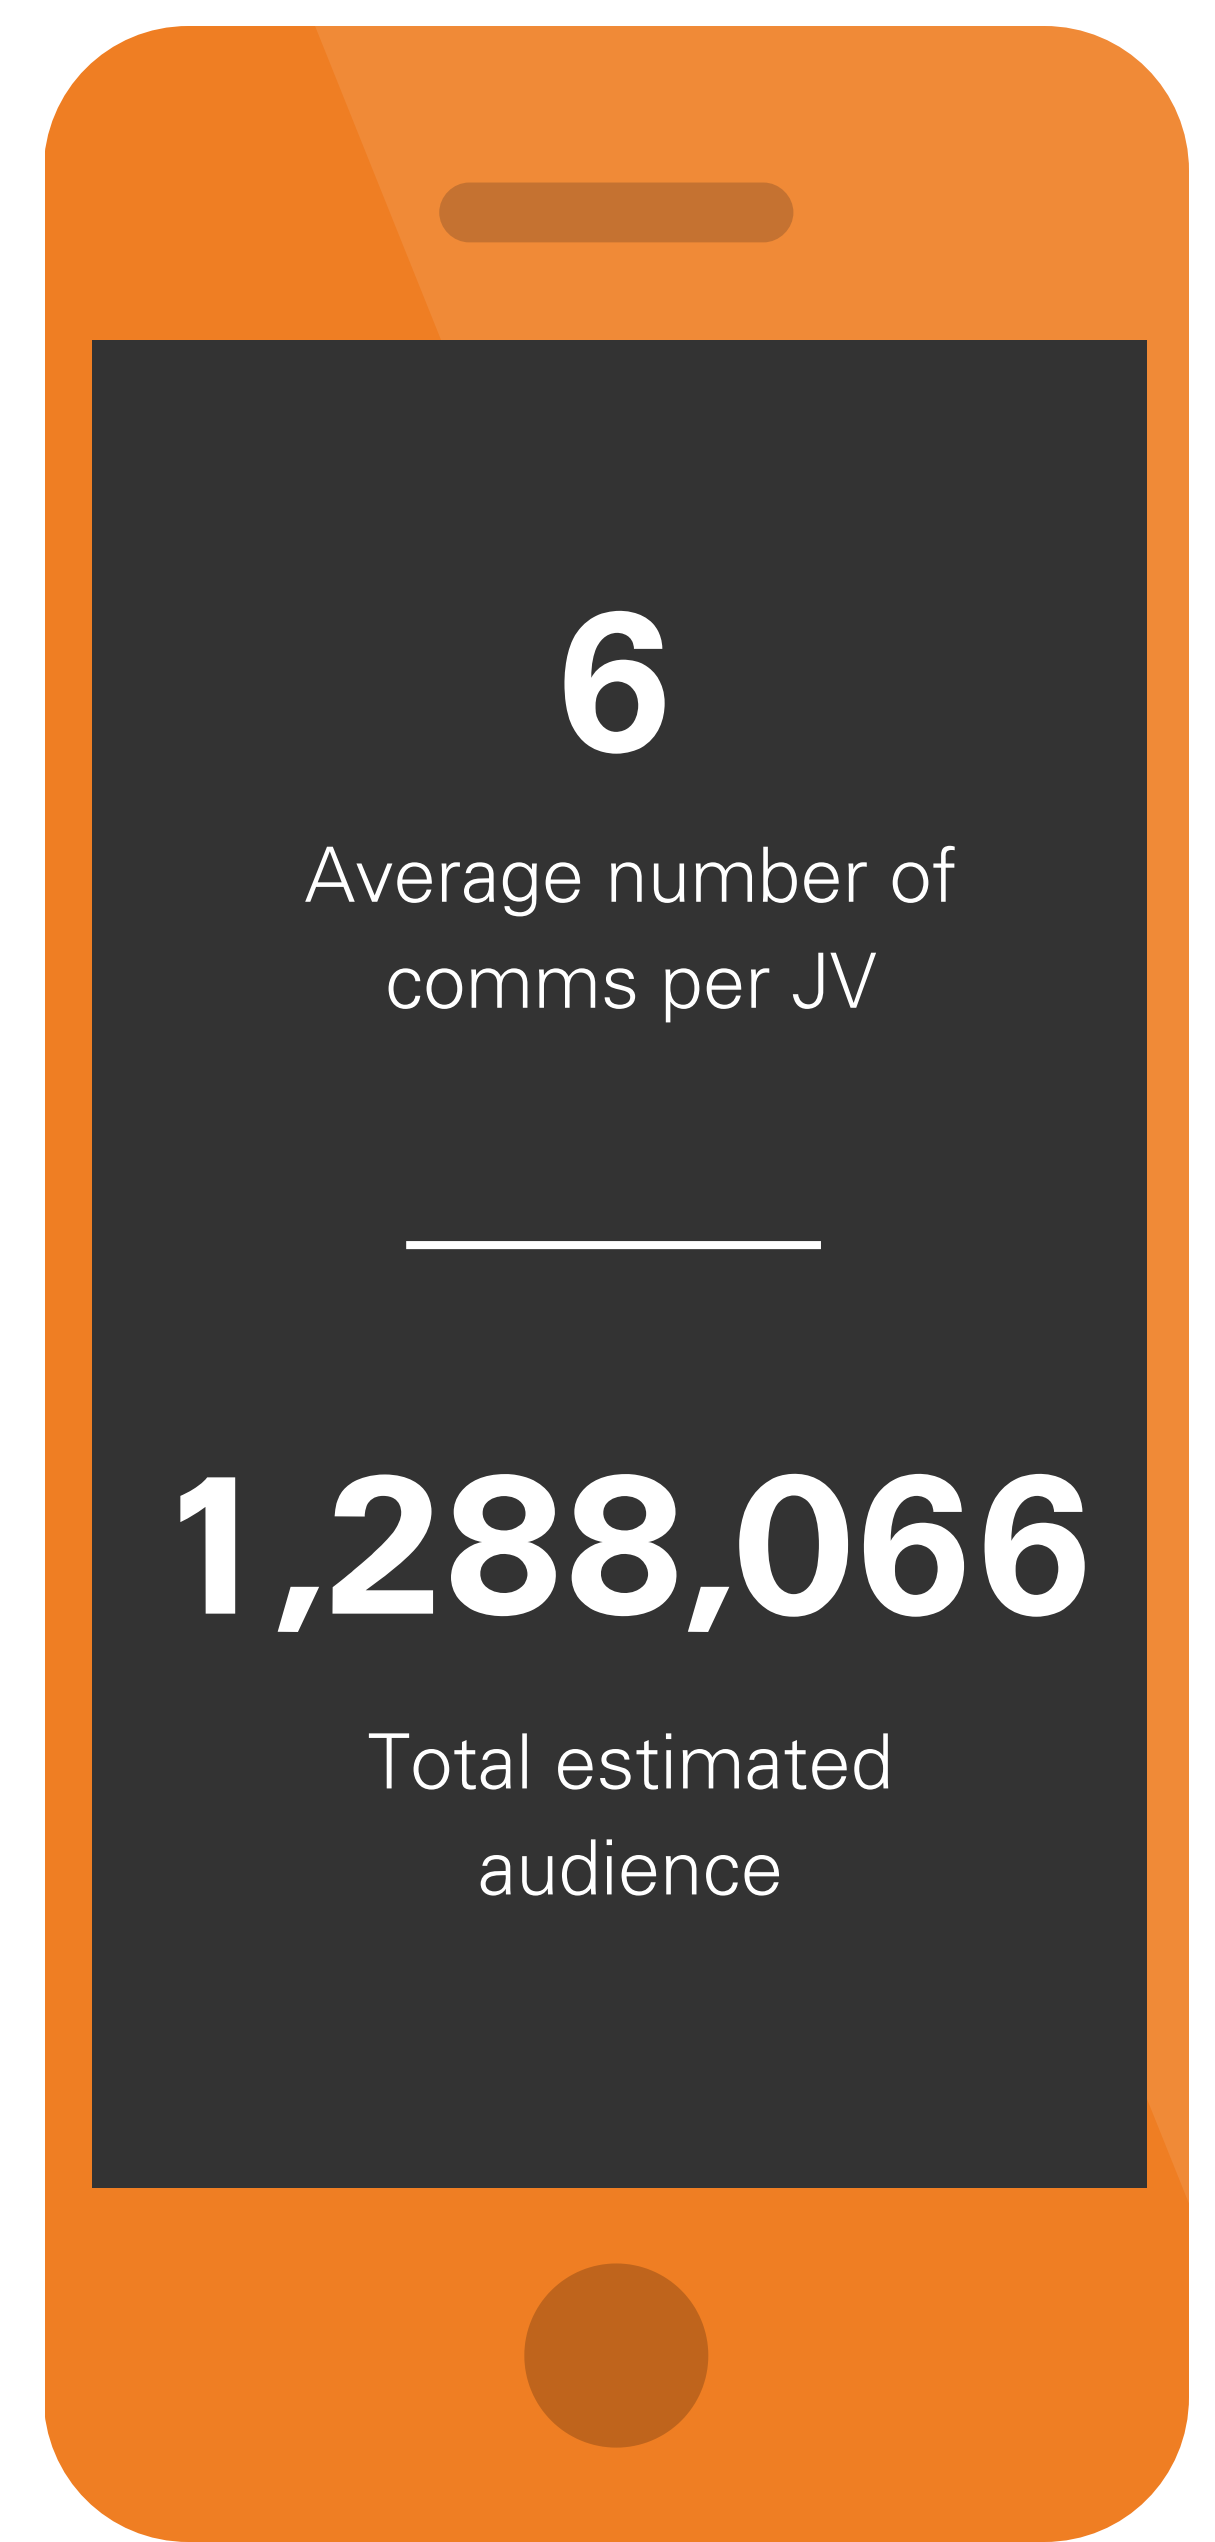 6
Average number of
comms per JV
1,288,066
Total estimated
audience